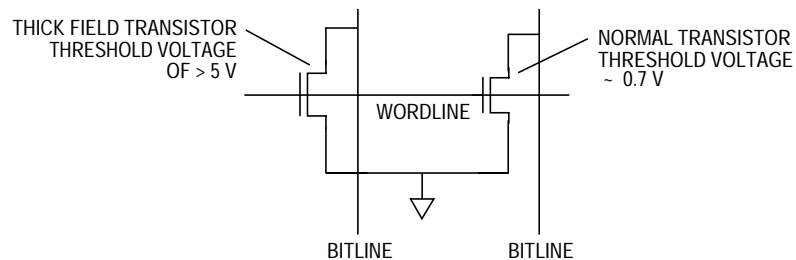 THICK FIELD TRANSISTOR
THRESHOLD VOLTAGE
OF > 5 V
NORMAL TRANSISTOR
THRESHOLD VOLTAGE
~ 0.7 V
WORDLINE
BITLINE
BITLINE